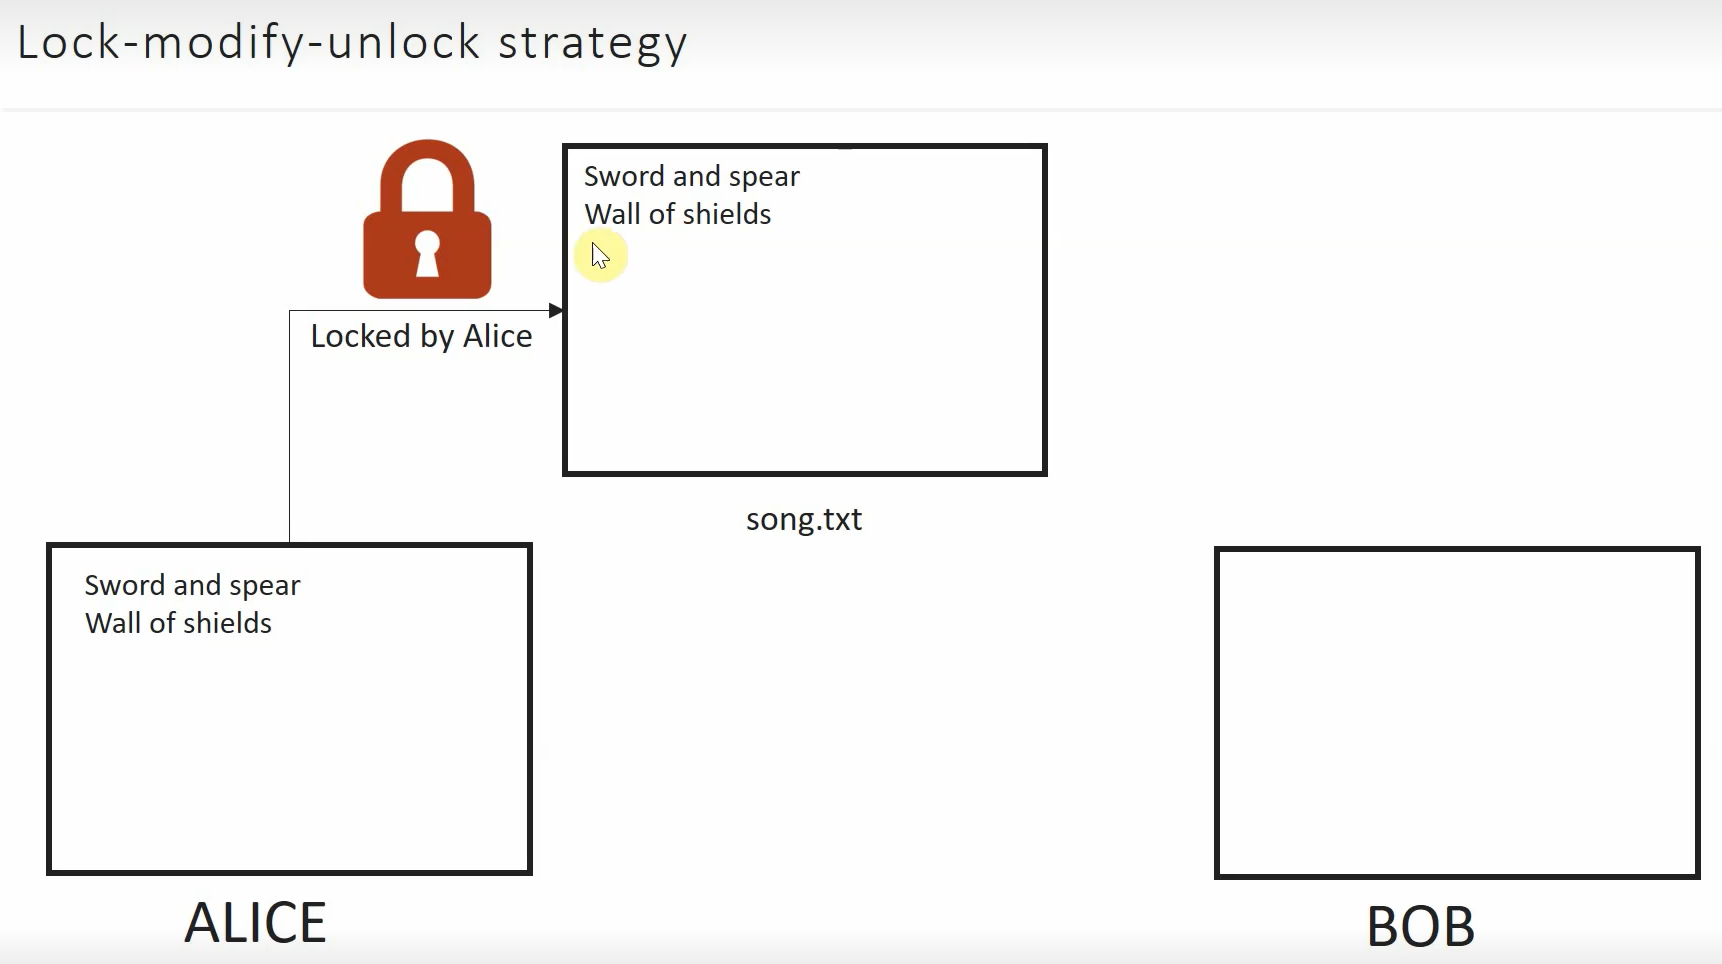 Lock-modify-unlock strategy
Sword and spear
Wall of shields
Locked by Alice
song.txt
Sword and spear
Wall of shields
ALICE
BOB